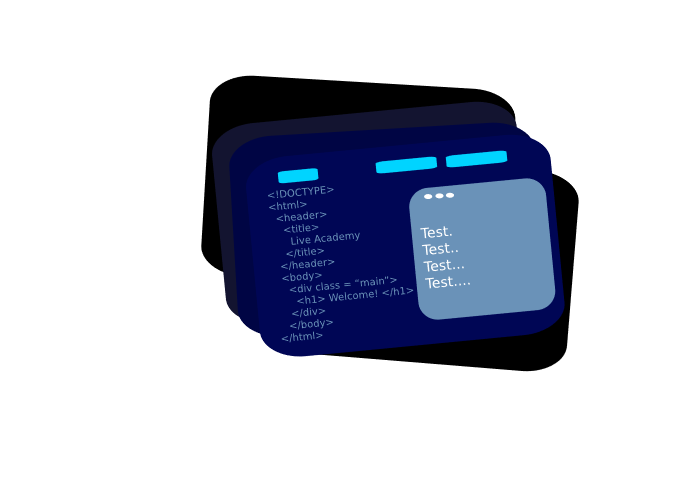 <!DOCTYPE>
<html>
<header>
<title>
Live Academy
</title>
</header>
<body>
<div class = “main”>
<h1> Welcome! </h1>
</div>
</body>
</html>
Test.
Test..
Test...
Test....